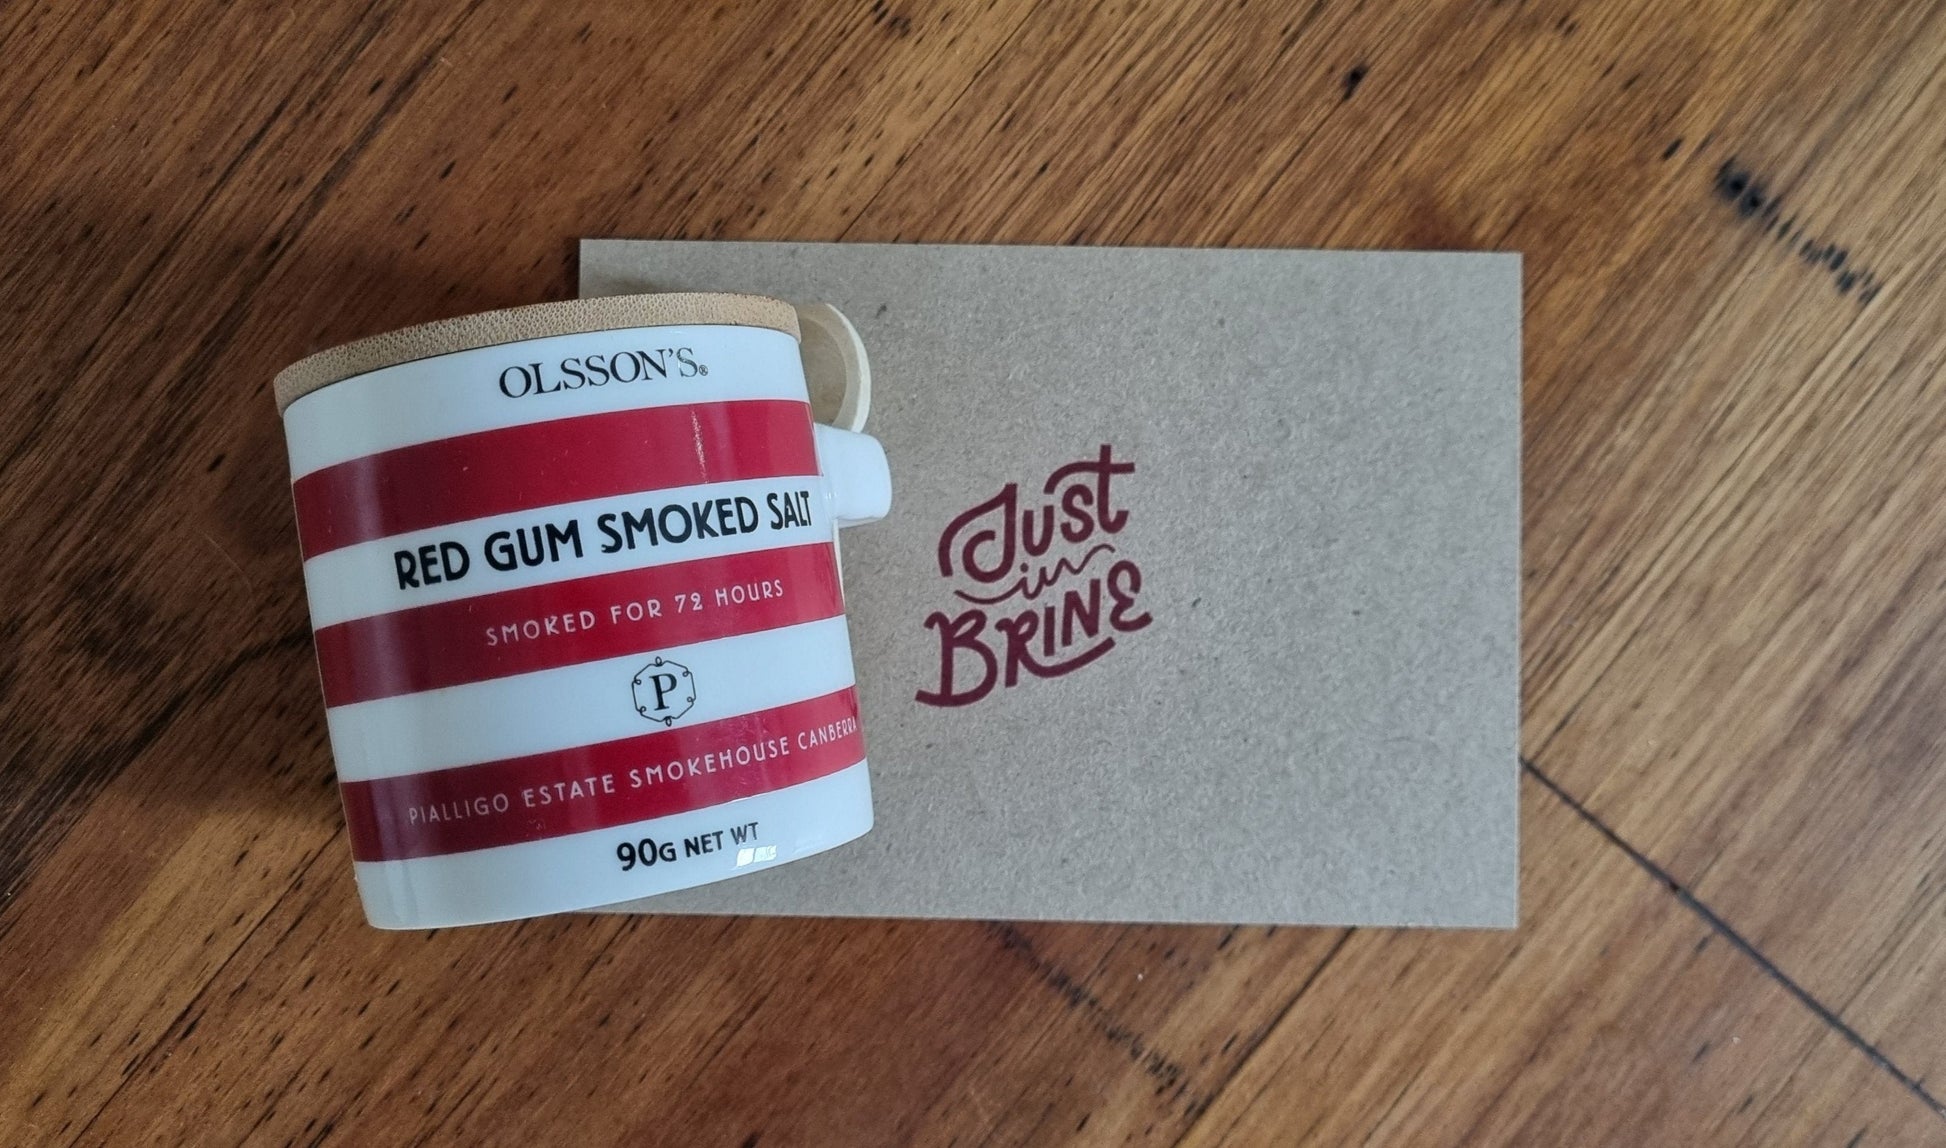 OLSSON'S®
RED GUM SMOKED SALT
SMOKED FOR 72 HOURS
P
PIALLIGO ESTATE SMOKEHOUSE CANBERRA
90G NET WT
Just
in
BRINE